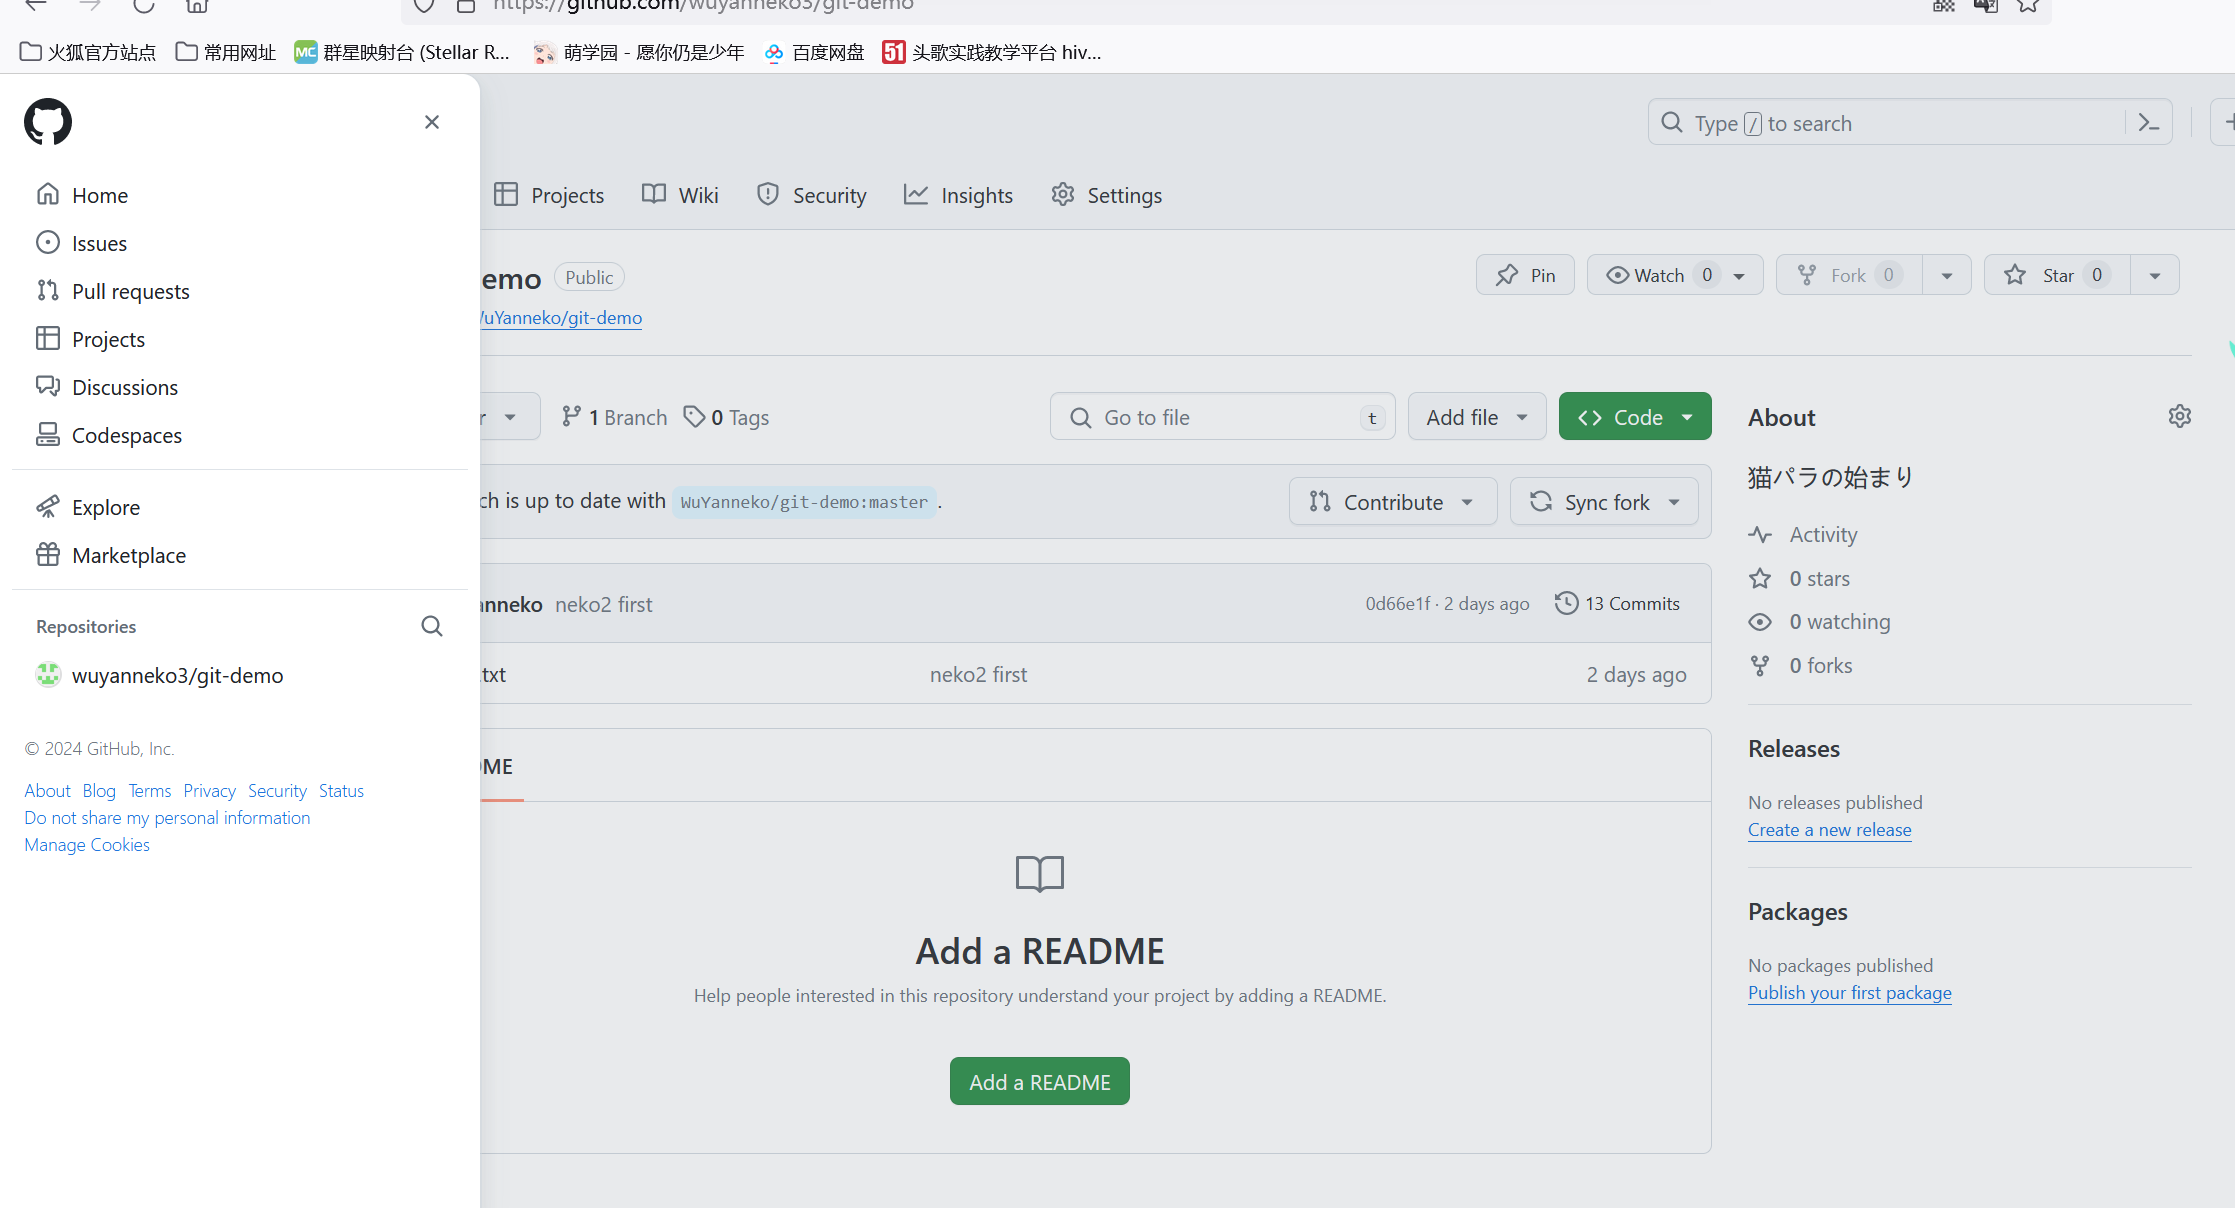 https://github.com/wuyanneko3/git-demo
火狐官方站点 常用网址 MC 群星映射台 (Stellar R... 萌学园 - 愿你仍是少年 百度网盘 51 头歌实践教学平台 hiv...
Type / to search
Home
Issues
Pull requests
Projects
Discussions
Codespaces
Explore
Marketplace
Repositories
wuyanneko3/git-demo
© 2024 GitHub, Inc.
About Blog Terms Privacy Security Status
Do not share my personal information
Manage Cookies
Projects Wiki Security Insights Settings
emo Public
Pin Watch 0 Fork 0 Star 0
uYanneko/git-demo
r 1 Branch 0 Tags Go to file t Add file Code
ch is up to date with WuYanneko/git-demo:master . Contribute Sync fork
anneko neko2 first 0d66e1f · 2 days ago 13 Commits
.txt neko2 first 2 days ago
ME
Add a README
Help people interested in this repository understand your project by adding a README.
Add a README
About
猫パラの始まり
Activity
0 stars
0 watching
0 forks
Releases
No releases published
Create a new release
Packages
No packages published
Publish your first package